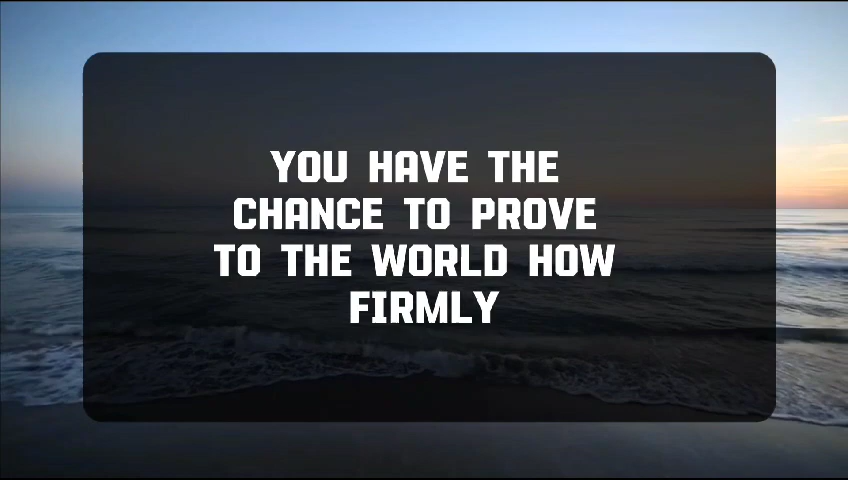 YOU HAVE THE
CHANCE TO PROVE
TO THE WORLD HOW
FIRMLY